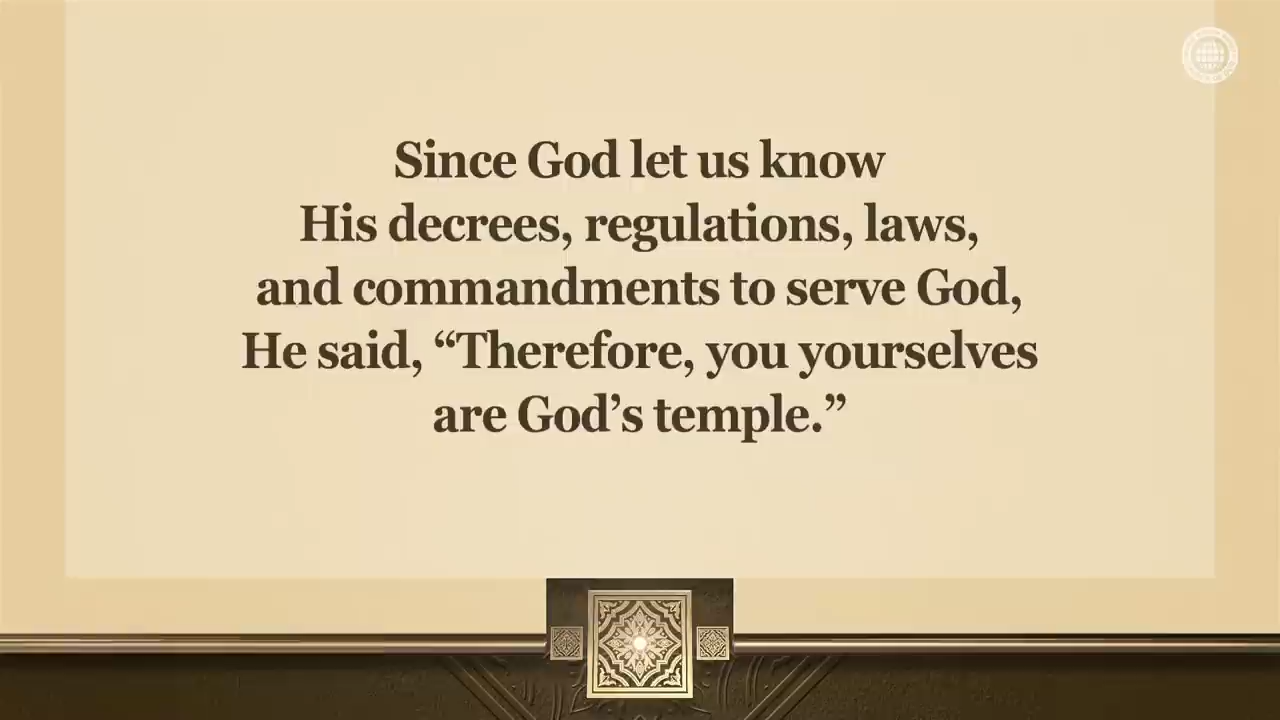 Since God let us know
His decrees, regulations, laws,
and commandments to serve God,
He said, “Therefore, you yourselves
are God’s temple.”